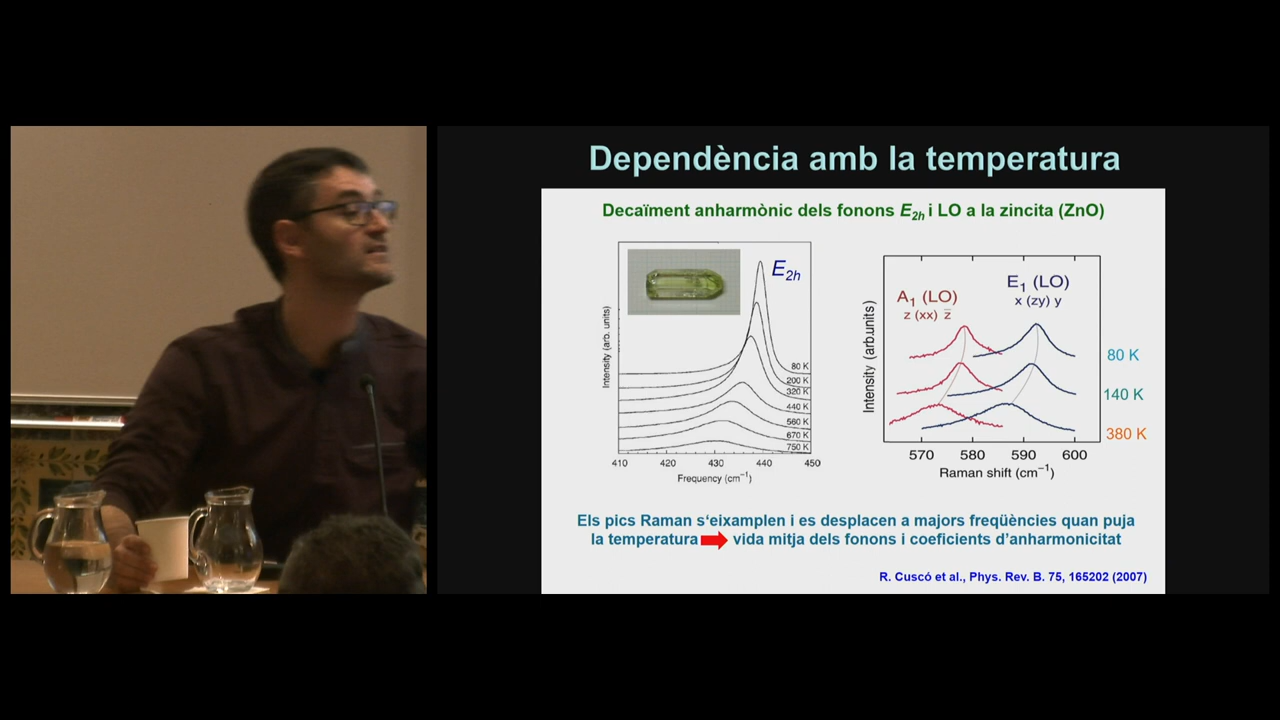 Dependència amb la temperatura
Decaïment anharmònic dels fonons E2h i LO a la zincita (ZnO)
E2h
Intensity (arb. units)
80 K
200 K
320 K
440 K
560 K
670 K
750 K
410 420 430 440 450
Frequency (cm⁻¹)
A1 (LO)
z (xx) z̅
E1 (LO)
x (zy) y
Intensity (arb.units)
80 K
140 K
380 K
570 580 590 600
Raman shift (cm⁻¹)
Els pics Raman s‘eixamplen i es desplacen a majors freqüències quan puja
la temperatura vida mitja dels fonons i coeficients d’anharmonicitat
R. Cuscó et al., Phys. Rev. B. 75, 165202 (2007)